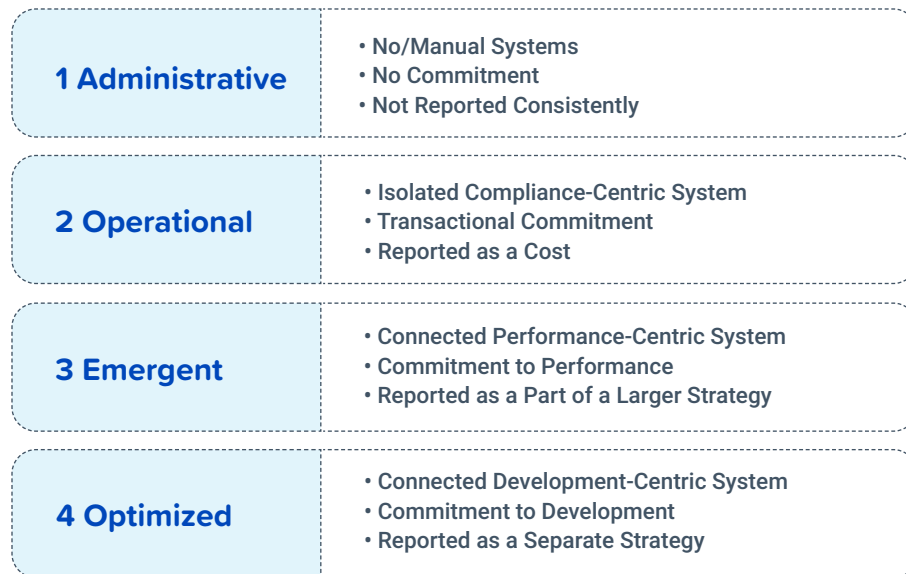 1 Administrative
• No/Manual Systems
• No Commitment
• Not Reported Consistently
2 Operational
• Isolated Compliance-Centric System
• Transactional Commitment
• Reported as a Cost
3 Emergent
• Connected Performance-Centric System
• Commitment to Performance
• Reported as a Part of a Larger Strategy
4 Optimized
• Connected Development-Centric System
• Commitment to Development
• Reported as a Separate Strategy